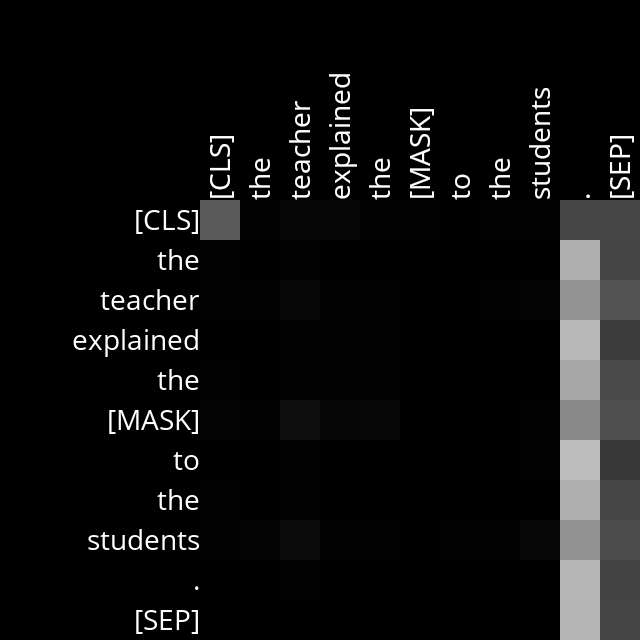 [CLS] the teacher explained the [MASK] to the students . [SEP]
[CLS]
the
teacher
explained
the
[MASK]
to
the
students
.
[SEP]